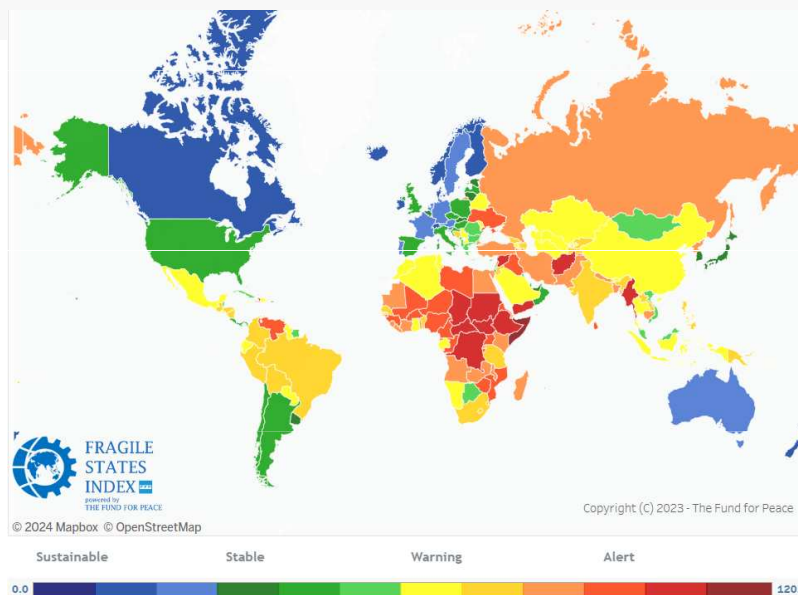 FRAGILE
STATES
INDEX FFP
powered by
THE FUND FOR PEACE
Copyright (C) 2023 - The Fund for Peace
© 2024 Mapbox © OpenStreetMap
Sustainable Stable Warning Alert
0.0 120